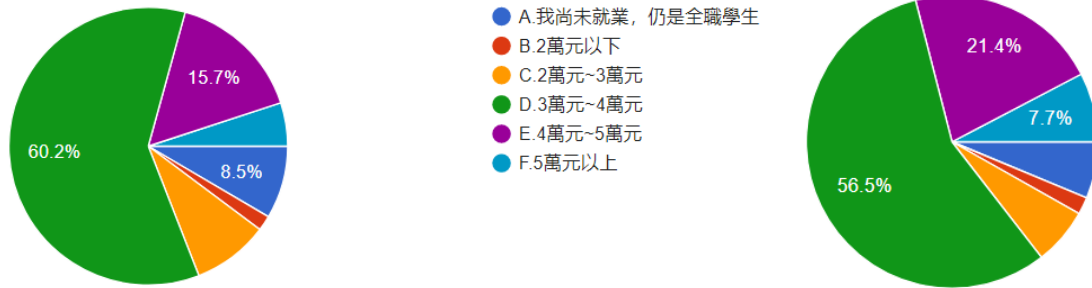 15.7%
60.2%
8.5%
A.我尚未就業，仍是全職學生
B.2萬元以下
C.2萬元~3萬元
D.3萬元~4萬元
E.4萬元~5萬元
F.5萬元以上
21.4%
7.7%
56.5%